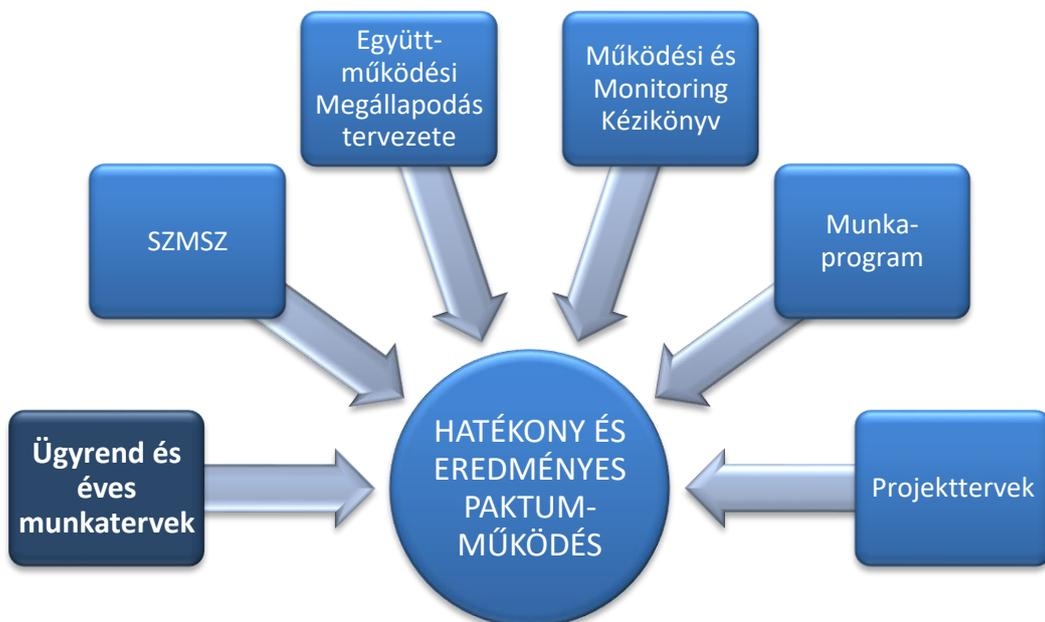 Együtt-
működési
Megállapodás
tervezete
Működési és
Monitoring
Kézikönyv
SZMSZ
Munka-
program
Ügyrend és
éves
munkatervek
HATÉKONY ÉS
EREDMÉNYES
PAKTUM-
MŰKÖDÉS
Projekttervek